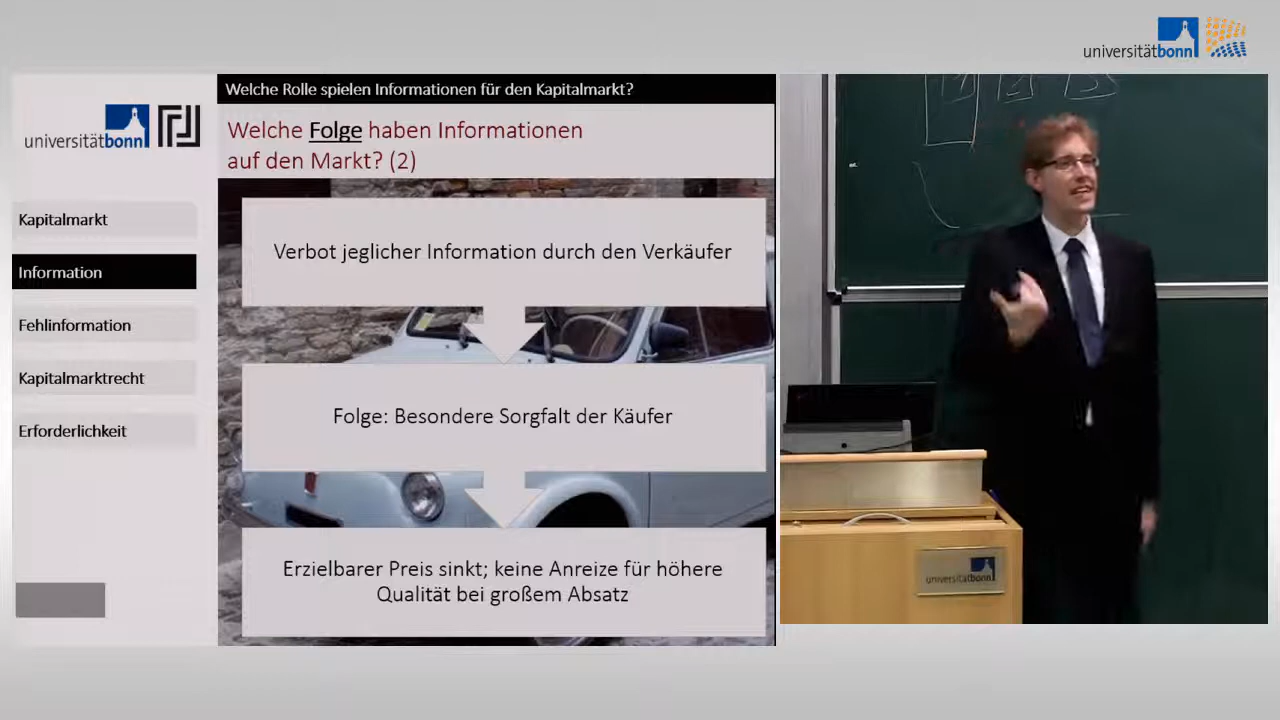 universitätbonn
Welche Rolle spielen Informationen für den Kapitalmarkt?
universitätbonn
Welche Folge haben Informationen
auf den Markt? (2)
Kapitalmarkt
Information
Fehlinformation
Kapitalmarktrecht
Erforderlichkeit
Verbot jeglicher Information durch den Verkäufer
Folge: Besondere Sorgfalt der Käufer
Erzielbarer Preis sinkt; keine Anreize für höhere
Qualität bei großem Absatz
universitätbonn